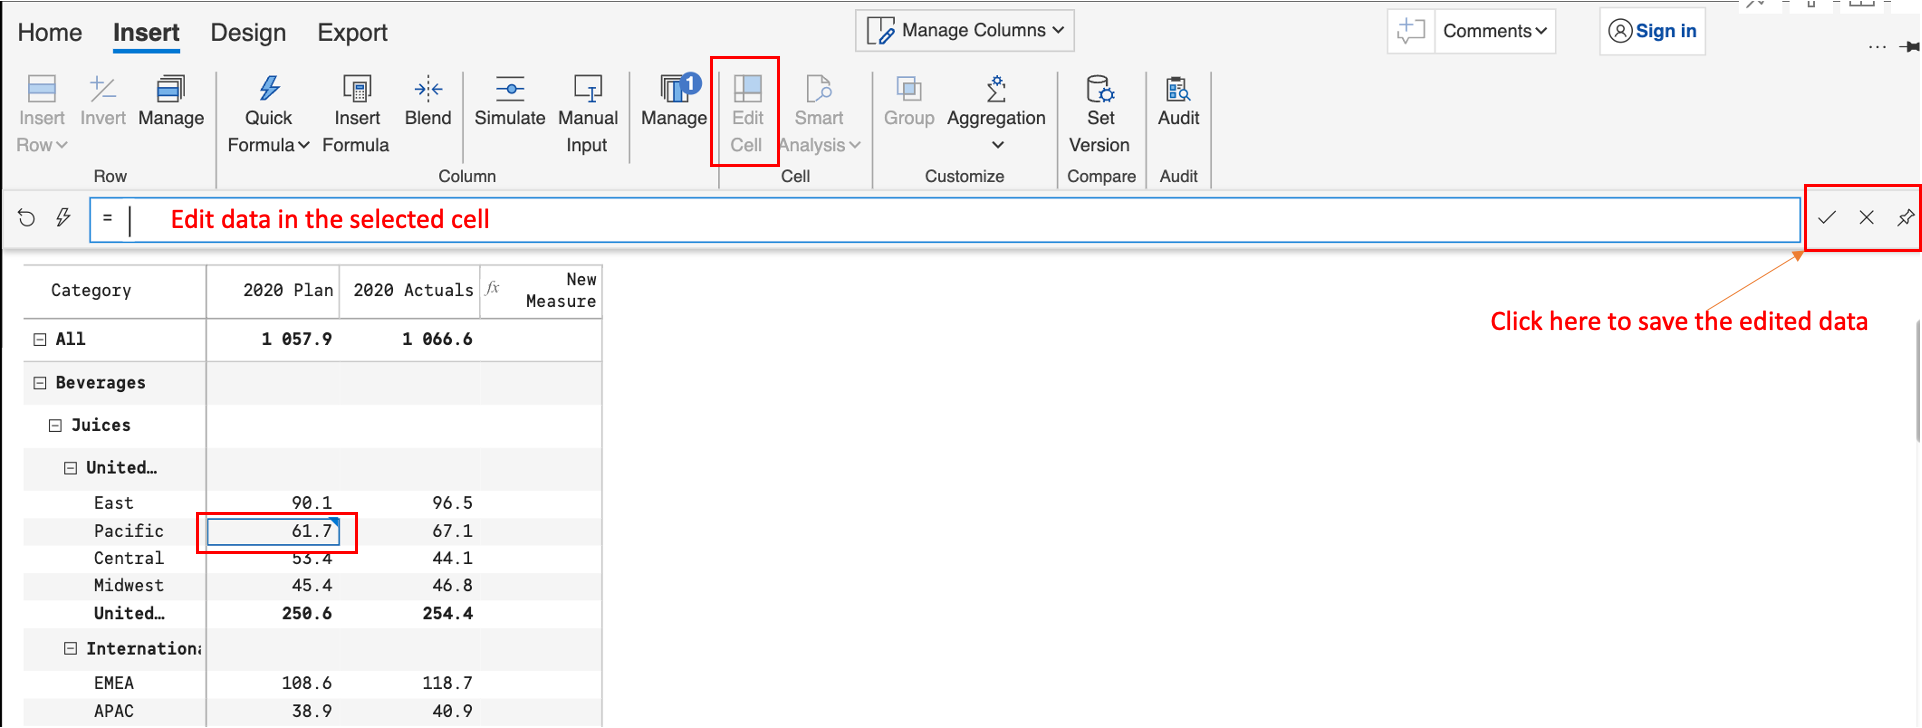 Home Insert Design Export Manage Columns Comments Sign in
Insert Row
Invert
Manage
Quick Formula
Insert Formula
Blend
Simulate
Manual Input
Manage 1
Edit Cell
Smart Analysis
Group
Aggregation
Set Version
Audit
Row Column Cell Customize Compare Audit
= Edit data in the selected cell
Click here to save the edited data
Category 2020 Plan 2020 Actuals fx New Measure
All 1 057.9 1 066.6
Beverages
Juices
United...
East 90.1 96.5
Pacific 61.7 67.1
Central 53.4 44.1
Midwest 45.4 46.8
United... 250.6 254.4
Internationa
EMEA 108.6 118.7
APAC 38.9 40.9